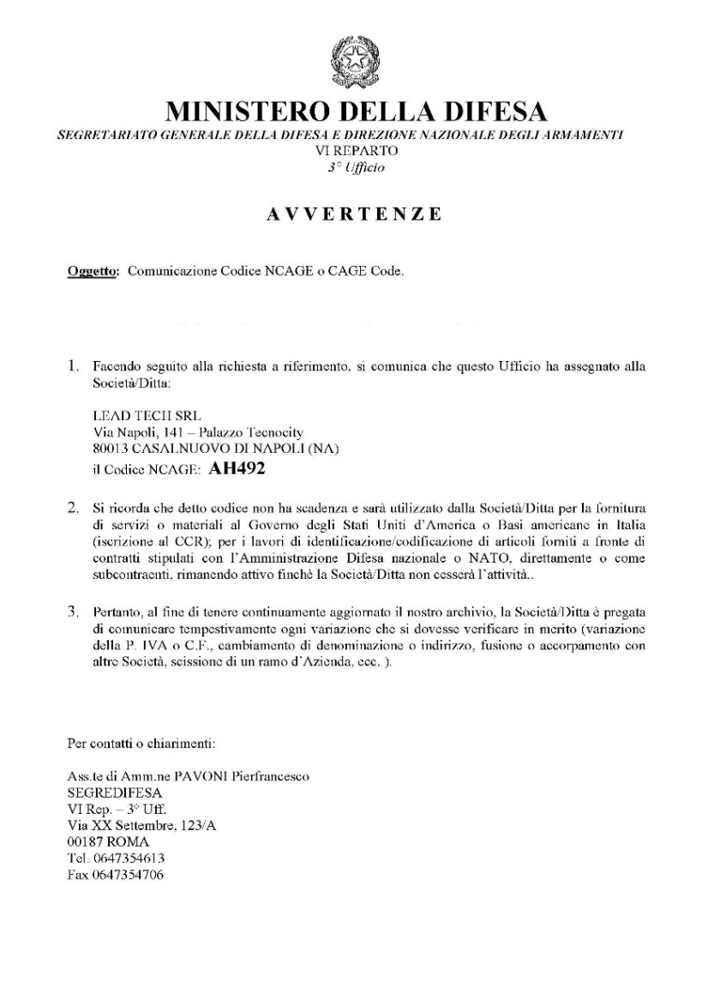 MINISTERO DELLA DIFESA
SEGRETARIATO GENERALE DELLA DIFESA E DIREZIONE NAZIONALE DEGLI ARMAMENTI
VI REPARTO
3° Ufficio
AVVERTENZE
Oggetto: Comunicazione Codice NCAGE o CAGE Code.
1. Facendo seguito alla richiesta a riferimento, si comunica che questo Ufficio ha assegnato alla
Società/Ditta:
LEAD TECH SRL
Via Napoli, 141 – Palazzo Tecnocity
80013 CASALNUOVO DI NAPOLI (NA)
il Codice NCAGE: AH492
2. Si ricorda che detto codice non ha scadenza e sarà utilizzato dalla Società/Ditta per la fornitura
di servizi o materiali al Governo degli Stati Uniti d'America o Basi americane in Italia
(iscrizione al CCR); per i lavori di identificazione/codificazione di articoli forniti a fronte di
contratti stipulati con l'Amministrazione Difesa nazionale o NATO, direttamente o come
subcontraenti, rimanendo attivo finchè la Società/Ditta non cesserà l'attività..
3. Pertanto, al fine di tenere continuamente aggiornato il nostro archivio, la Società/Ditta è pregata
di comunicare tempestivamente ogni variazione che si dovesse verificare in merito (variazione
della P. IVA o C.F., cambiamento di denominazione o indirizzo, fusione o accorpamento con
altre Società, scissione di un ramo d'Azienda, ecc. ).
Per contatti o chiarimenti:
Ass.te di Amm.ne PAVONI Pierfrancesco
SEGREDIFESA
VI Rep. – 3° Uff.
Via XX Settembre, 123/A
00187 ROMA
Tel. 0647354613
Fax 0647354706